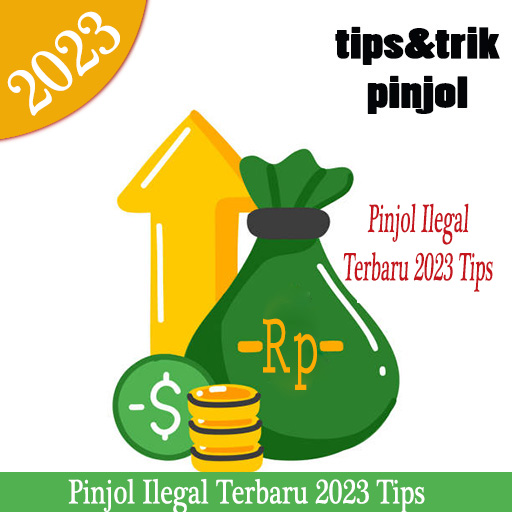 2023
tips&trik
pinjol
Pinjol Ilegal
Terbaru 2023 Tips
-Rp-
-$
Pinjol Ilegal Terbaru 2023 Tips